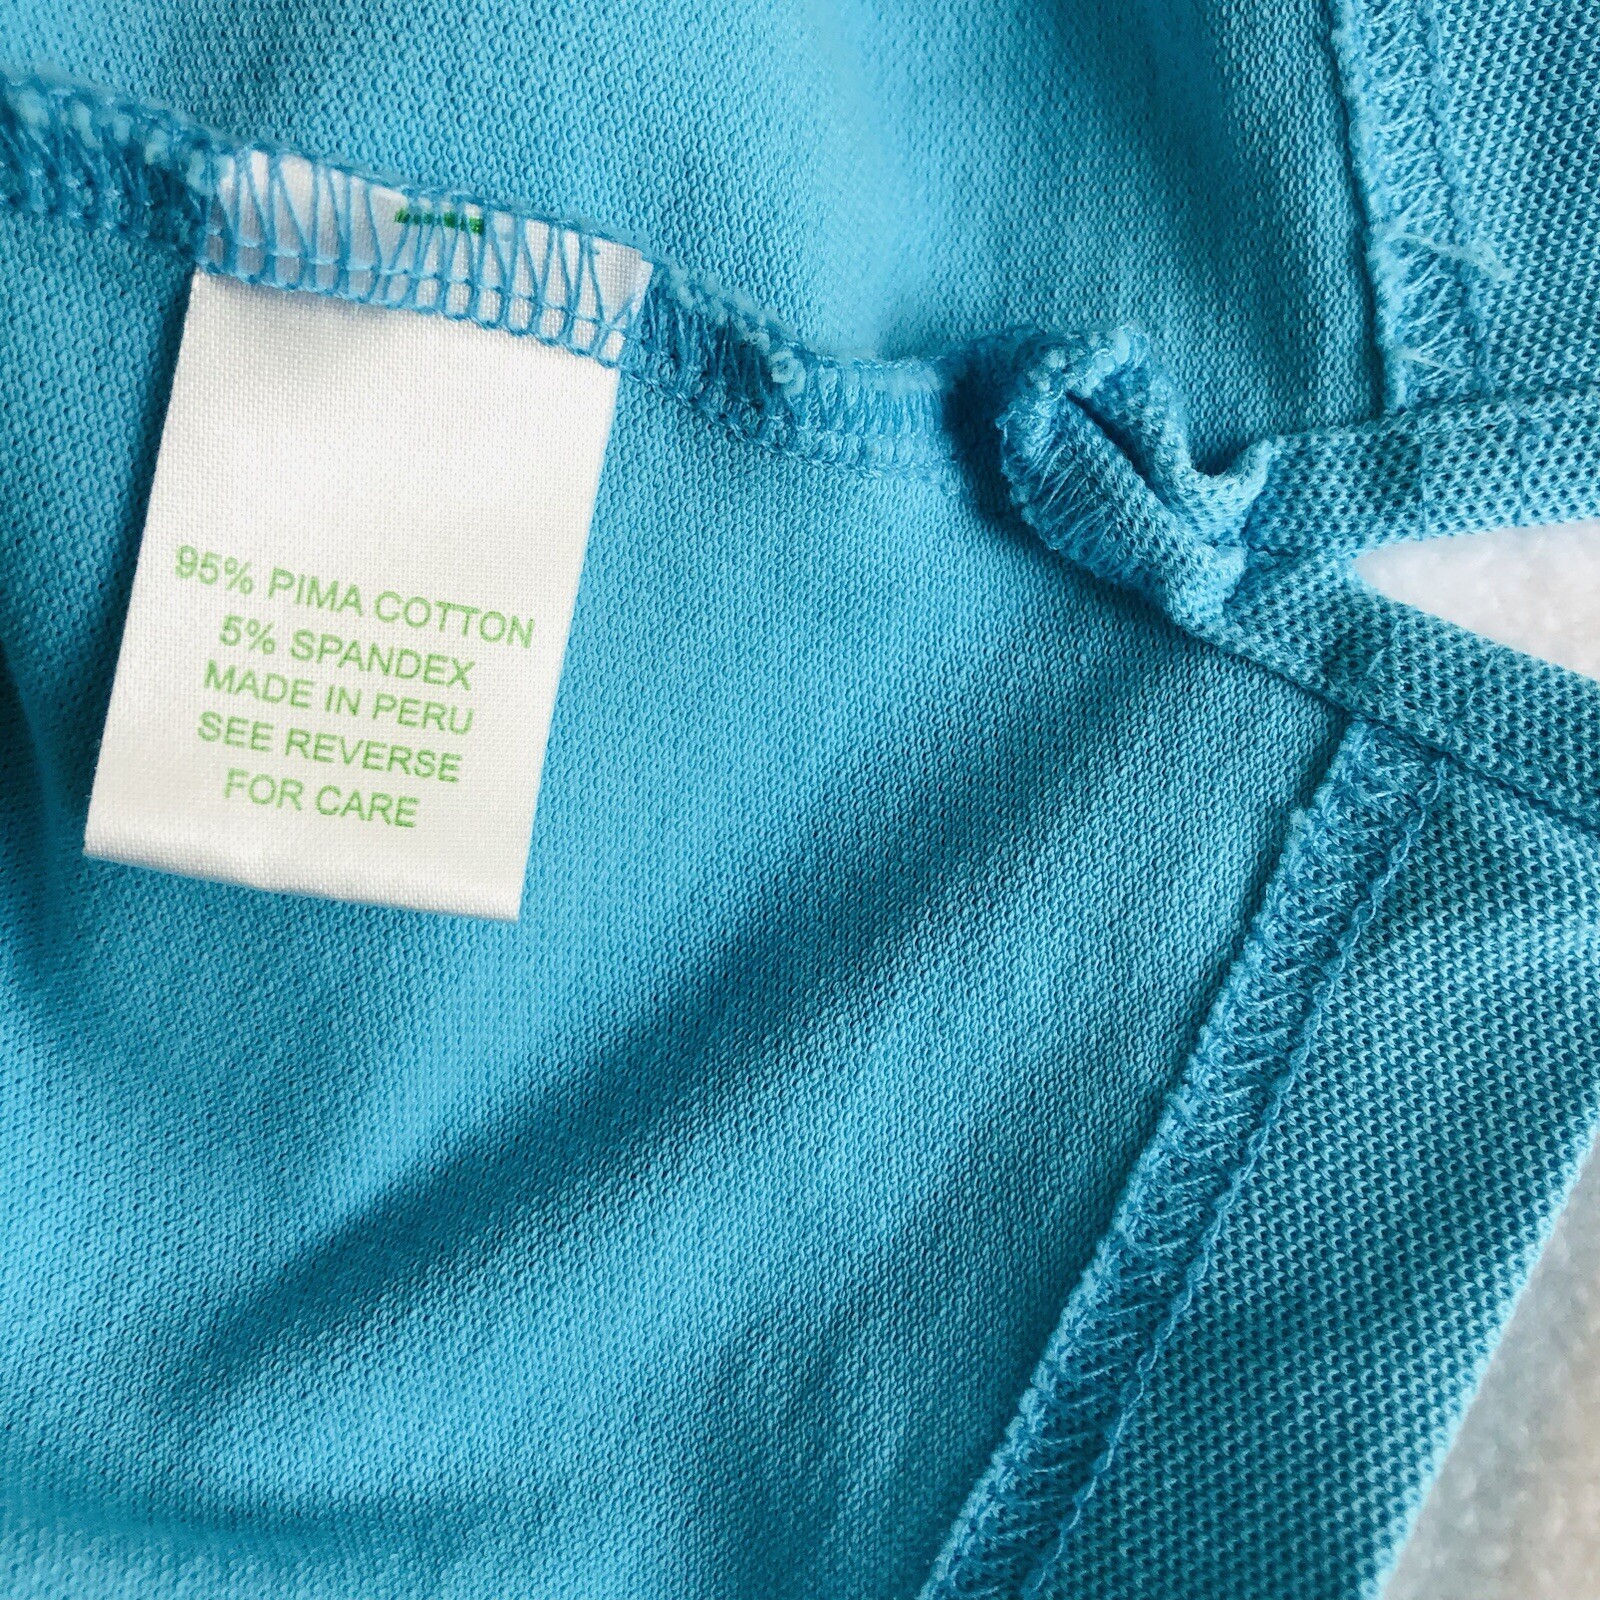 95% PIMA COTTON
5% SPANDEX
MADE IN PERU
SEE REVERSE
FOR CARE